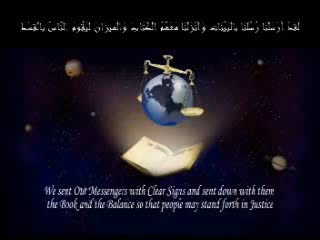 لقد أرسلنا رسلنا بالبينات وأنزلنا معهم الكتاب والميزان ليقوم الناس بالقسط
We sent Our Messengers with Clear Signs and sent down with them
the Book and the Balance so that people may stand forth in Justice